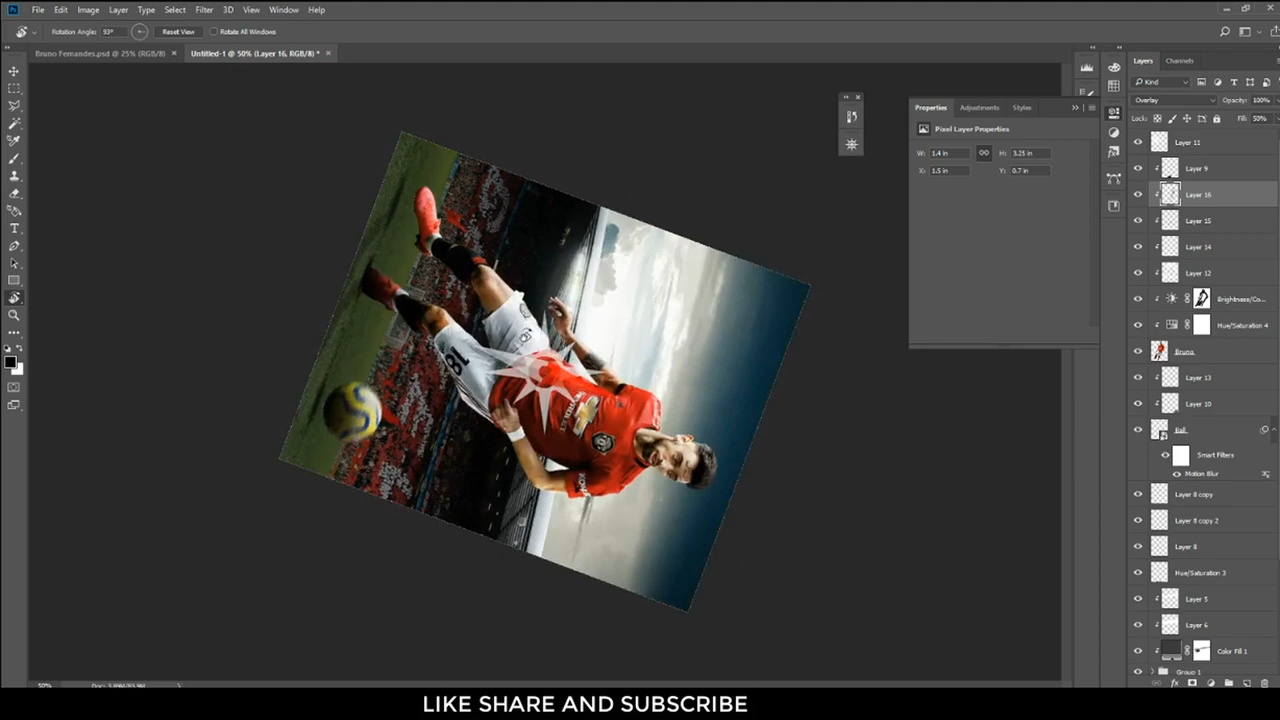 Ps File Edit Image Layer Type Select Filter 3D View Window Help
Rotation Angle: 93° Reset View Rotate All Windows
Bruno Fernandes.psd @ 25% (RGB/8) × Untitled-1 @ 50% (Layer 16, RGB/8) * ×
Properties Adjustments Styles
Pixel Layer Properties
W: 1.4 in H: 3.25 in
X: 1.5 in Y: 0.7 in
Layers Channels
Kind
Overlay Opacity: 100%
Lock: Fill: 50%
Layer 11
Layer 9
Layer 16
Layer 15
Layer 14
Layer 12
Brightness/Co...
Hue/Saturation 4
Bruno
Layer 13
Layer 10
Ball
Smart Filters
Motion Blur
Layer 8 copy
Layer 8 copy 2
Layer 8
Hue/Saturation 3
Layer 5
Layer 6
Color Fill 1
Group 1
18
CHEVROLET
50%
LIKE SHARE AND SUBSCRIBE